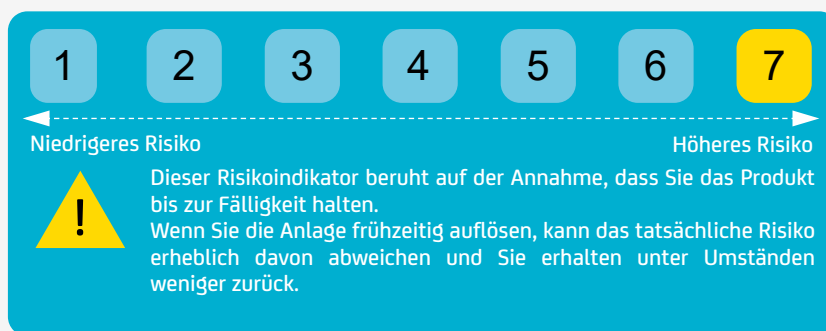 1 2 3 4 5 6 7
Niedrigeres Risiko Höheres Risiko
!
Dieser Risikoindikator beruht auf der Annahme, dass Sie das Produkt
bis zur Fälligkeit halten.
Wenn Sie die Anlage frühzeitig auflösen, kann das tatsächliche Risiko
erheblich davon abweichen und Sie erhalten unter Umständen
weniger zurück.